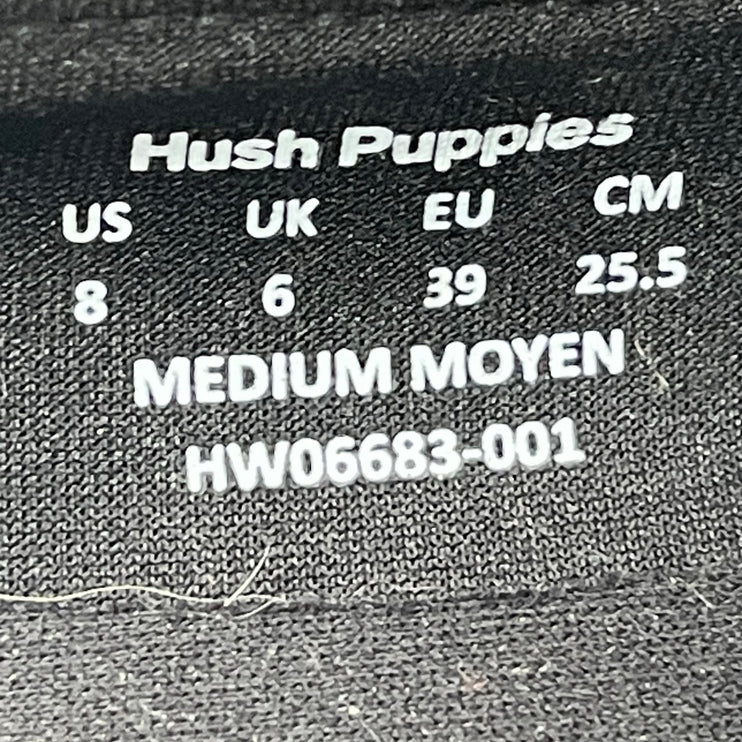 Hush Puppies
US UK EU CM
8 6 39 25.5
MEDIUM MOYEN
HW06683-001